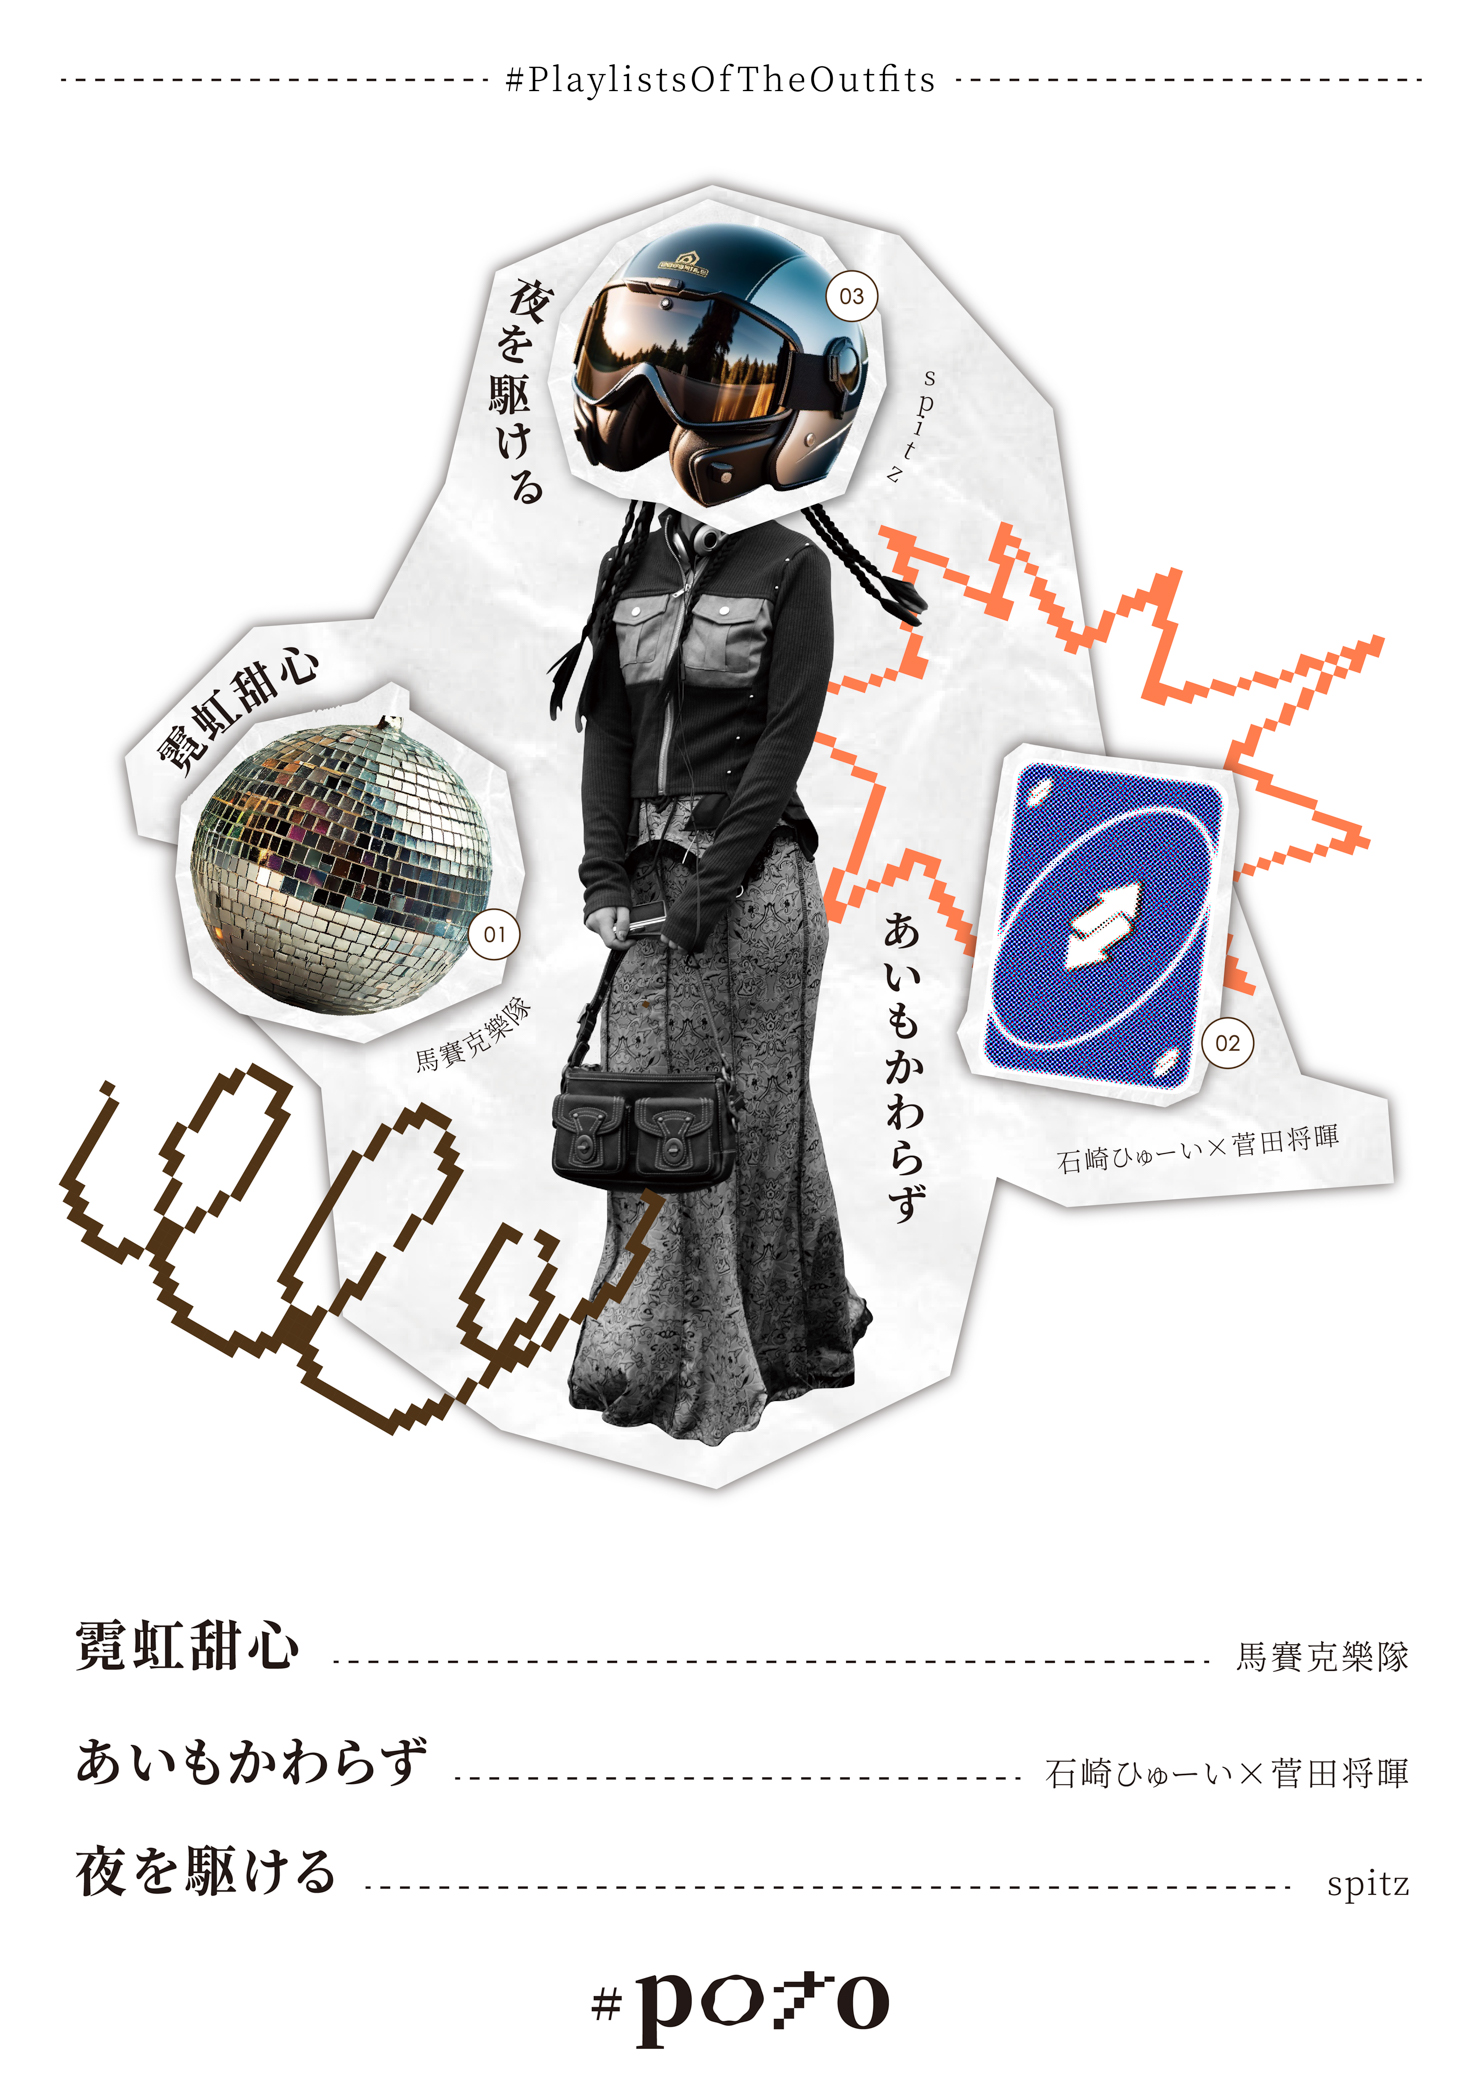 #PlaylistsOfTheOutfits
夜を駆ける
03
spitz
霓虹甜心
01
馬賽克樂隊
あいもかわらず
02
石崎ひゅーい×菅田将暉
霓虹甜心 馬賽克樂隊
あいもかわらず 石崎ひゅーい×菅田将暉
夜を駆ける spitz